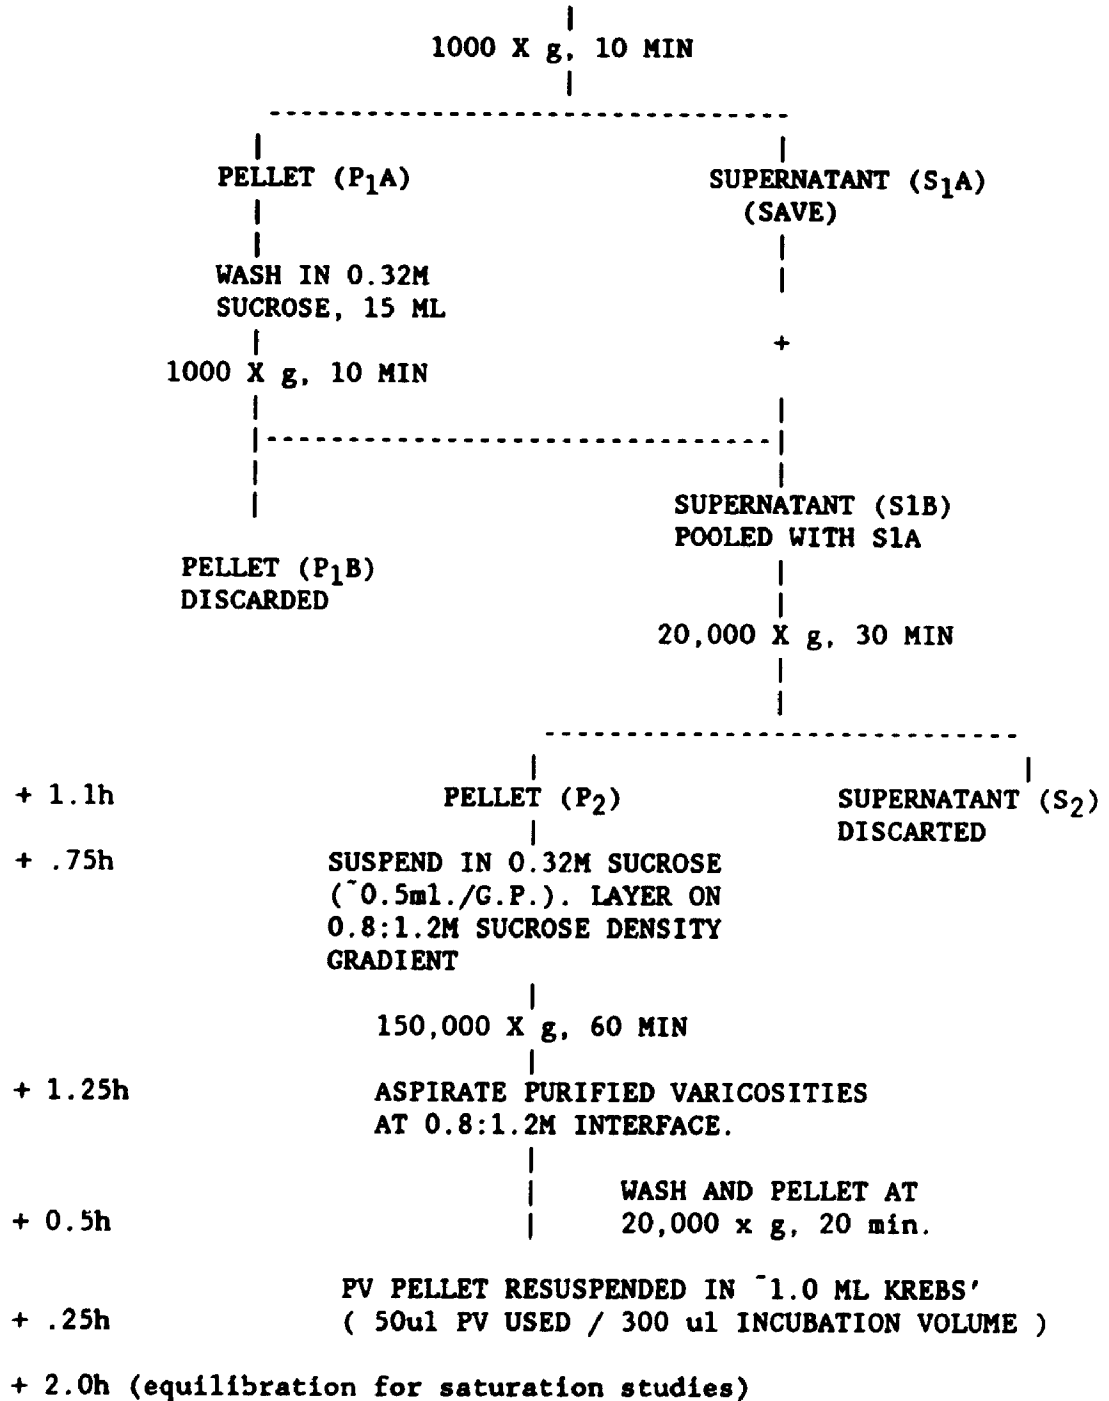 1000 X g, 10 MIN
PELLET (P1A)
SUPERNATANT (S1A)
(SAVE)
WASH IN 0.32M
SUCROSE, 15 ML
+
1000 X g, 10 MIN
SUPERNATANT (S1B)
POOLED WITH S1A
PELLET (P1B)
DISCARDED
20,000 X g, 30 MIN
+ 1.1h
PELLET (P2)
SUPERNATANT (S2)
DISCARTED
+ .75h
SUSPEND IN 0.32M SUCROSE
(~0.5ml./G.P.). LAYER ON
0.8:1.2M SUCROSE DENSITY
GRADIENT
150,000 X g, 60 MIN
+ 1.25h
ASPIRATE PURIFIED VARICOSITIES
AT 0.8:1.2M INTERFACE.
WASH AND PELLET AT
+ 0.5h
20,000 x g, 20 min.
PV PELLET RESUSPENDED IN ~1.0 ML KREBS'
+ .25h
( 50ul PV USED / 300 ul INCUBATION VOLUME )
+ 2.0h (equilibration for saturation studies)